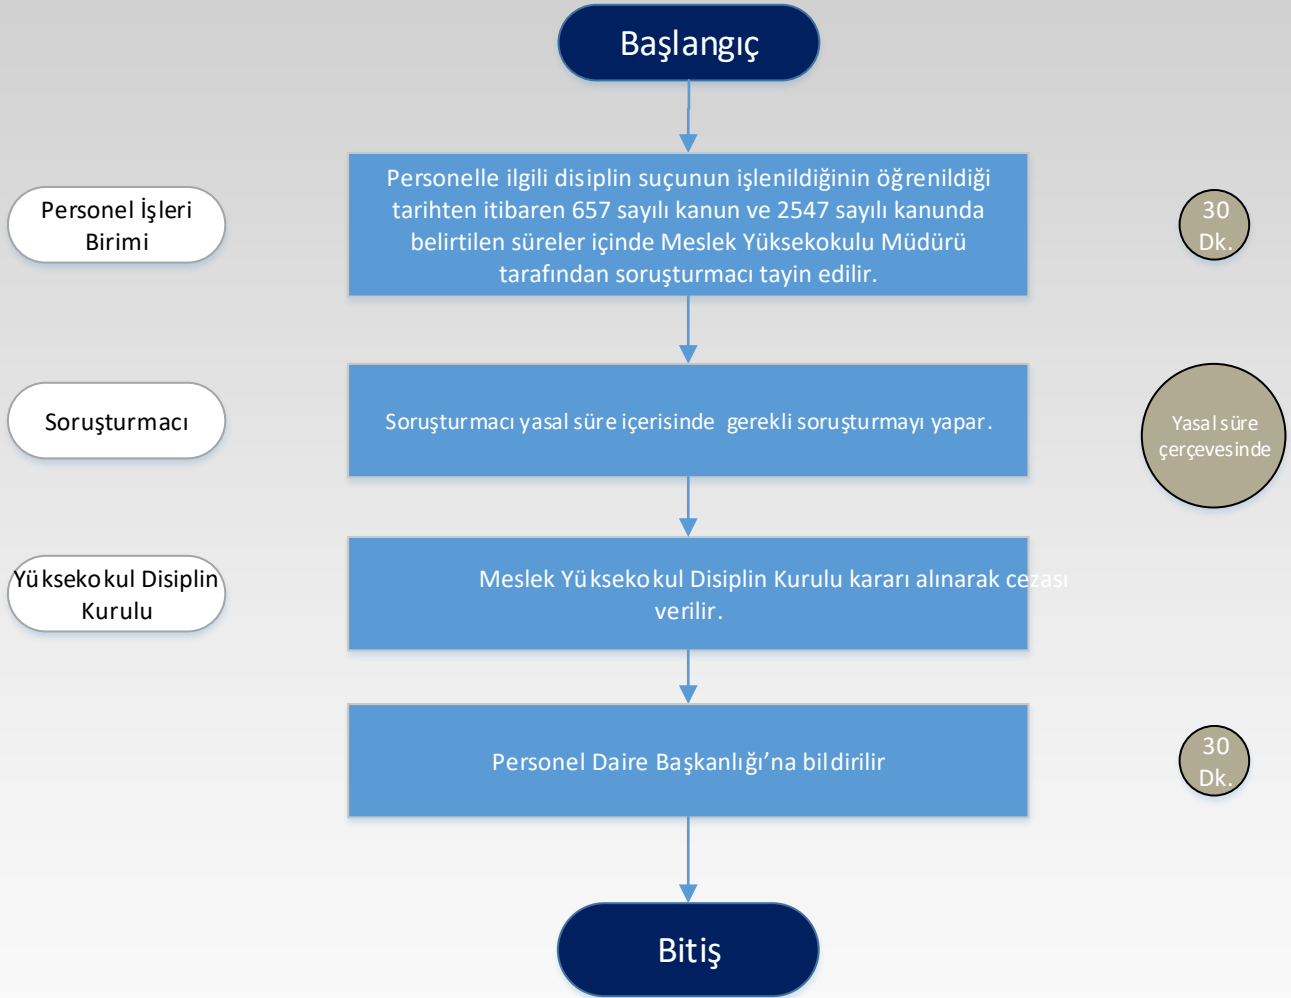 Başlangıç
Personel İşleri
Birimi
Personelle ilgili disiplin suçunun işlenildiğinin öğrenildiği
tarihten itibaren 657 sayılı kanun ve 2547 sayılı kanunda
belirtilen süreler içinde Meslek Yüksekokulu Müdürü
tarafından soruşturmacı tayin edilir.
30
Dk.
Soruşturmacı
Soruşturmacı yasal süre içerisinde gerekli soruşturmayı yapar.
Yasal süre
çerçevesinde
Yüksekokul Disiplin
Kurulu
Meslek Yüksekokul Disiplin Kurulu kararı alınarak cezası
verilir.
Personel Daire Başkanlığı’na bildirilir
30
Dk.
Bitiş